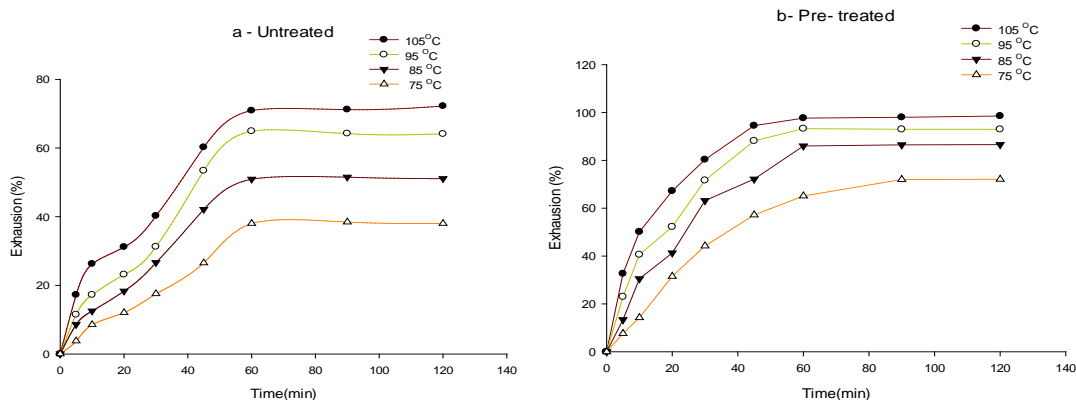 a - Untreated
105°C
95 °C
85 °C
75 °C
80
60
40
20
0
Exhausion (%)
0 20 40 60 80 100 120 140
Time(min)
b- Pre- treated
105 °C
95 °C
85 °C
75 °C
120
100
80
60
40
20
0
Exhausion (%)
0 20 40 60 80 100 120 140
Time(min)